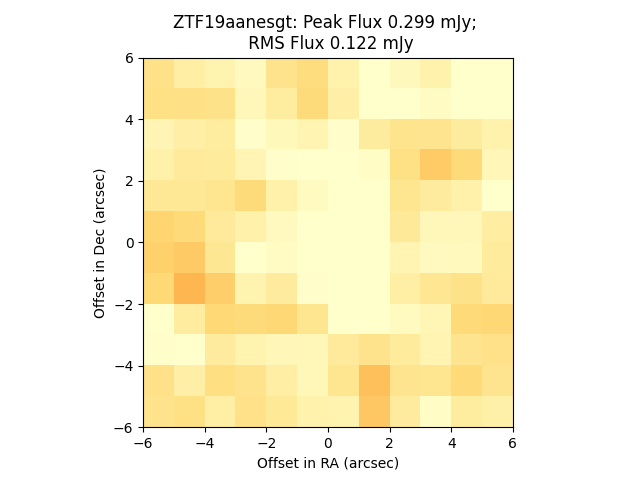 ZTF19aanesgt: Peak Flux 0.299 mJy;
RMS Flux 0.122 mJy
6
4
2
0
−2
−4
−6
Offset in Dec (arcsec)
−6 −4 −2 0 2 4 6
Offset in RA (arcsec)